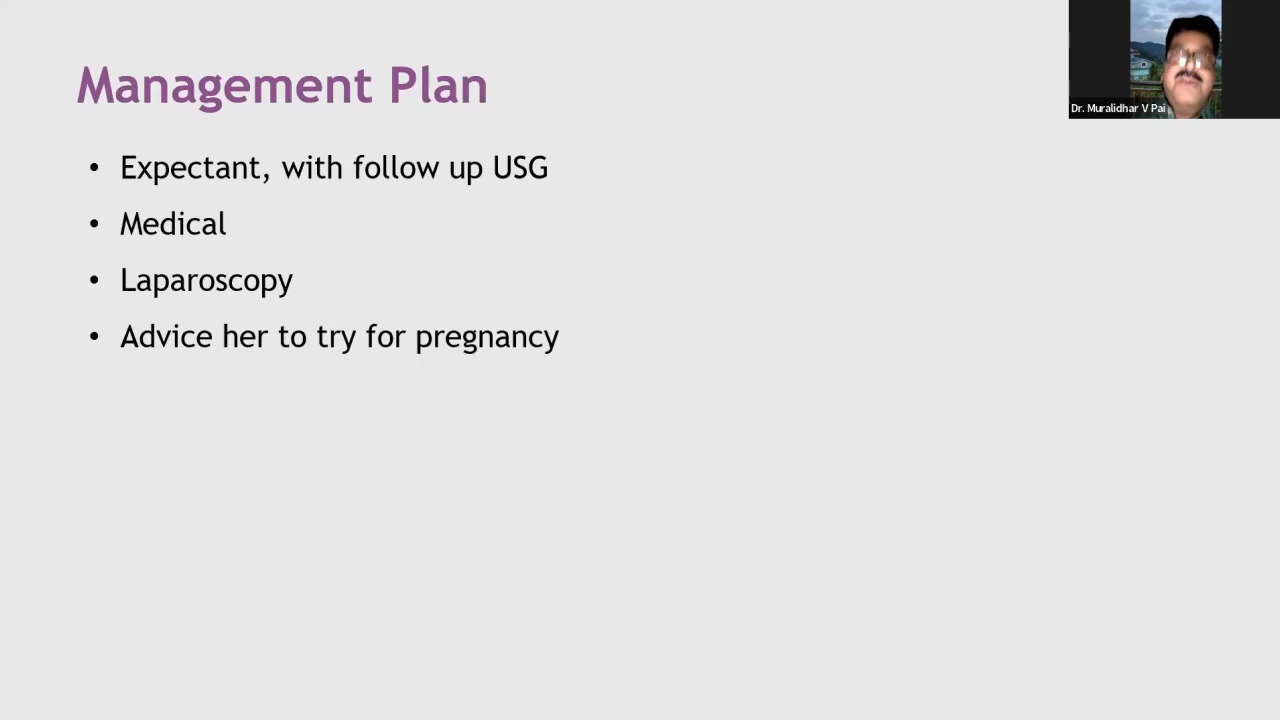 Management Plan
• Expectant, with follow up USG
• Medical
• Laparoscopy
• Advice her to try for pregnancy
Dr. Muralidhar V Pai